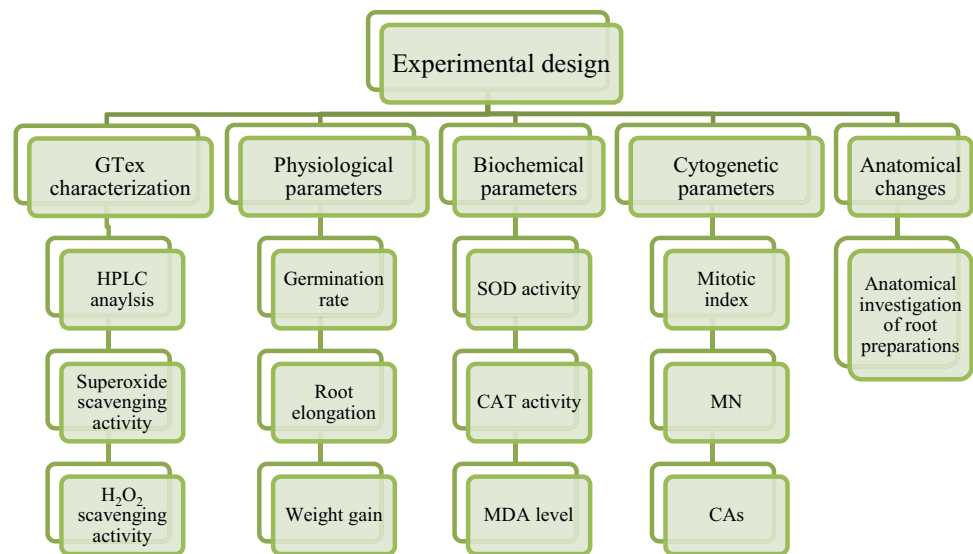 Experimental design
GTex
characterization
Physiological
parameters
Biochemical
parameters
Cytogenetic
parameters
Anatomical
changes
HPLC
anaylsis
Germination
rate
SOD activity
Mitotic
index
Anatomical
investigation
of root
preparations
Superoxide
scavenging
activity
Root
elongation
CAT activity
MN
H₂O₂
scavenging
activity
Weight gain
MDA level
CAs